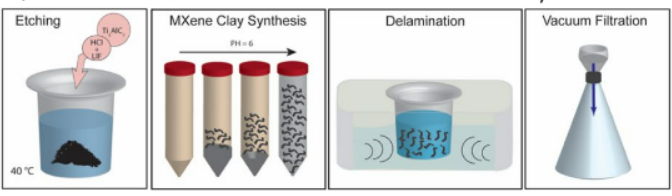 Etching
Ti₃AlC₂
HCl
+
LiF
40 °C
MXene Clay Synthesis
PH = 6
Delamination
Vacuum Filtration